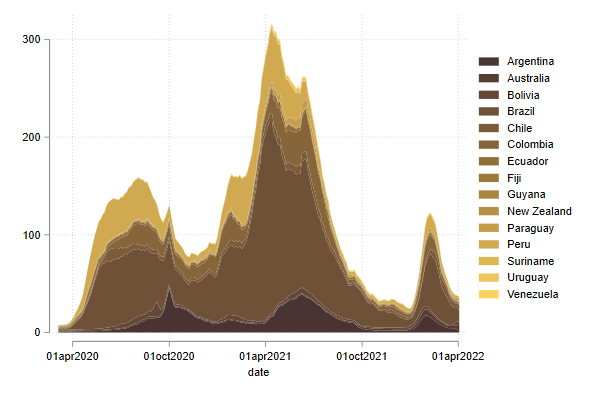 300
200
100
0
01apr2020
01oct2020
01apr2021
01oct2021
01apr2022
date
Argentina
Australia
Bolivia
Brazil
Chile
Colombia
Ecuador
Fiji
Guyana
New Zealand
Paraguay
Peru
Suriname
Uruguay
Venezuela